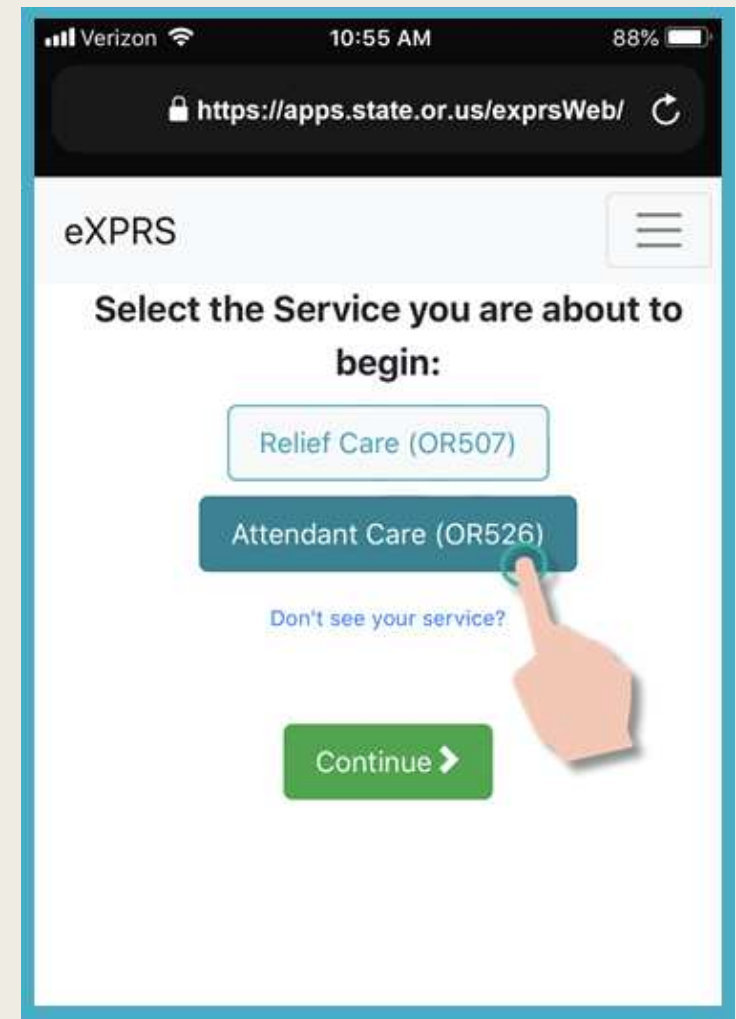 Verizon 10:55 AM 88%
https://apps.state.or.us/exprsWeb/
eXPRS
Select the Service you are about to
begin:
Relief Care (OR507)
Attendant Care (OR526)
Don't see your service?
Continue